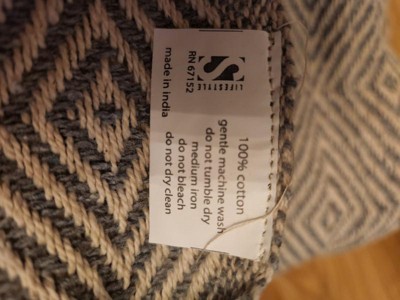 S
LIFESTYLE
RN 67152
made in india
100% cotton
gentle machine wash
do not tumble dry
medium iron
do not bleach
do not dry clean